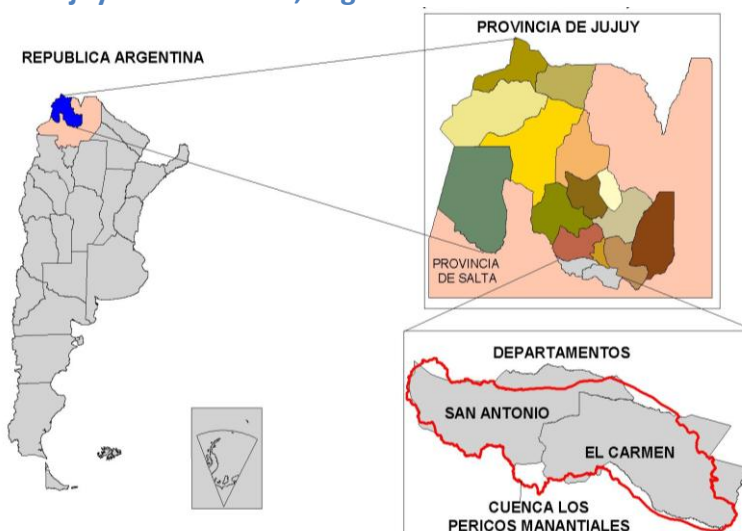 REPUBLICA ARGENTINA
PROVINCIA DE JUJUY
PROVINCIA
DE SALTA
DEPARTAMENTOS
SAN ANTONIO
EL CARMEN
CUENCA LOS
PERICOS MANANTIALES